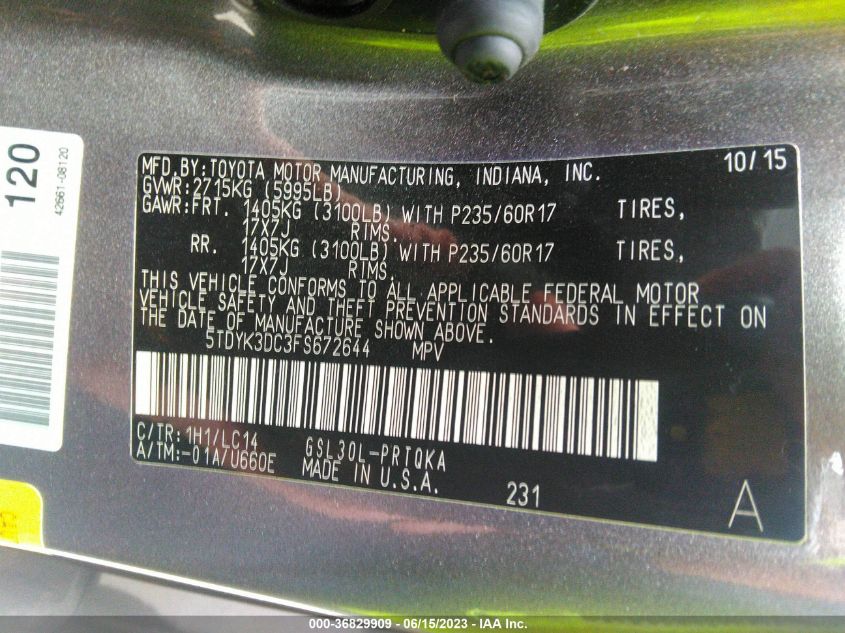 MFD.BY:TOYOTA MOTOR MANUFACTURING, INDIANA, INC. 10/15
GVWR:2715KG (5995LB)
GAWR:FRT. 1405KG (3100LB) WITH P235/60R17 TIRES,
17X7J RIMS.
RR. 1405KG (3100LB) WITH P235/60R17 TIRES,
17X7J RIMS.
THIS VEHICLE CONFORMS TO ALL APPLICABLE FEDERAL MOTOR
VEHICLE SAFETY AND THEFT PREVENTION STANDARDS IN EFFECT ON
THE DATE OF MANUFACTURE SHOWN ABOVE.
5TDYK3DC3FS672644 MPV
C/TR:1H1/LC14 GSL30L-PRTQKA
A/TM:-01A/U660E MADE IN U.S.A. 231 A
120
42661-08120
000-36829909 - 06/15/2023 - IAA Inc.